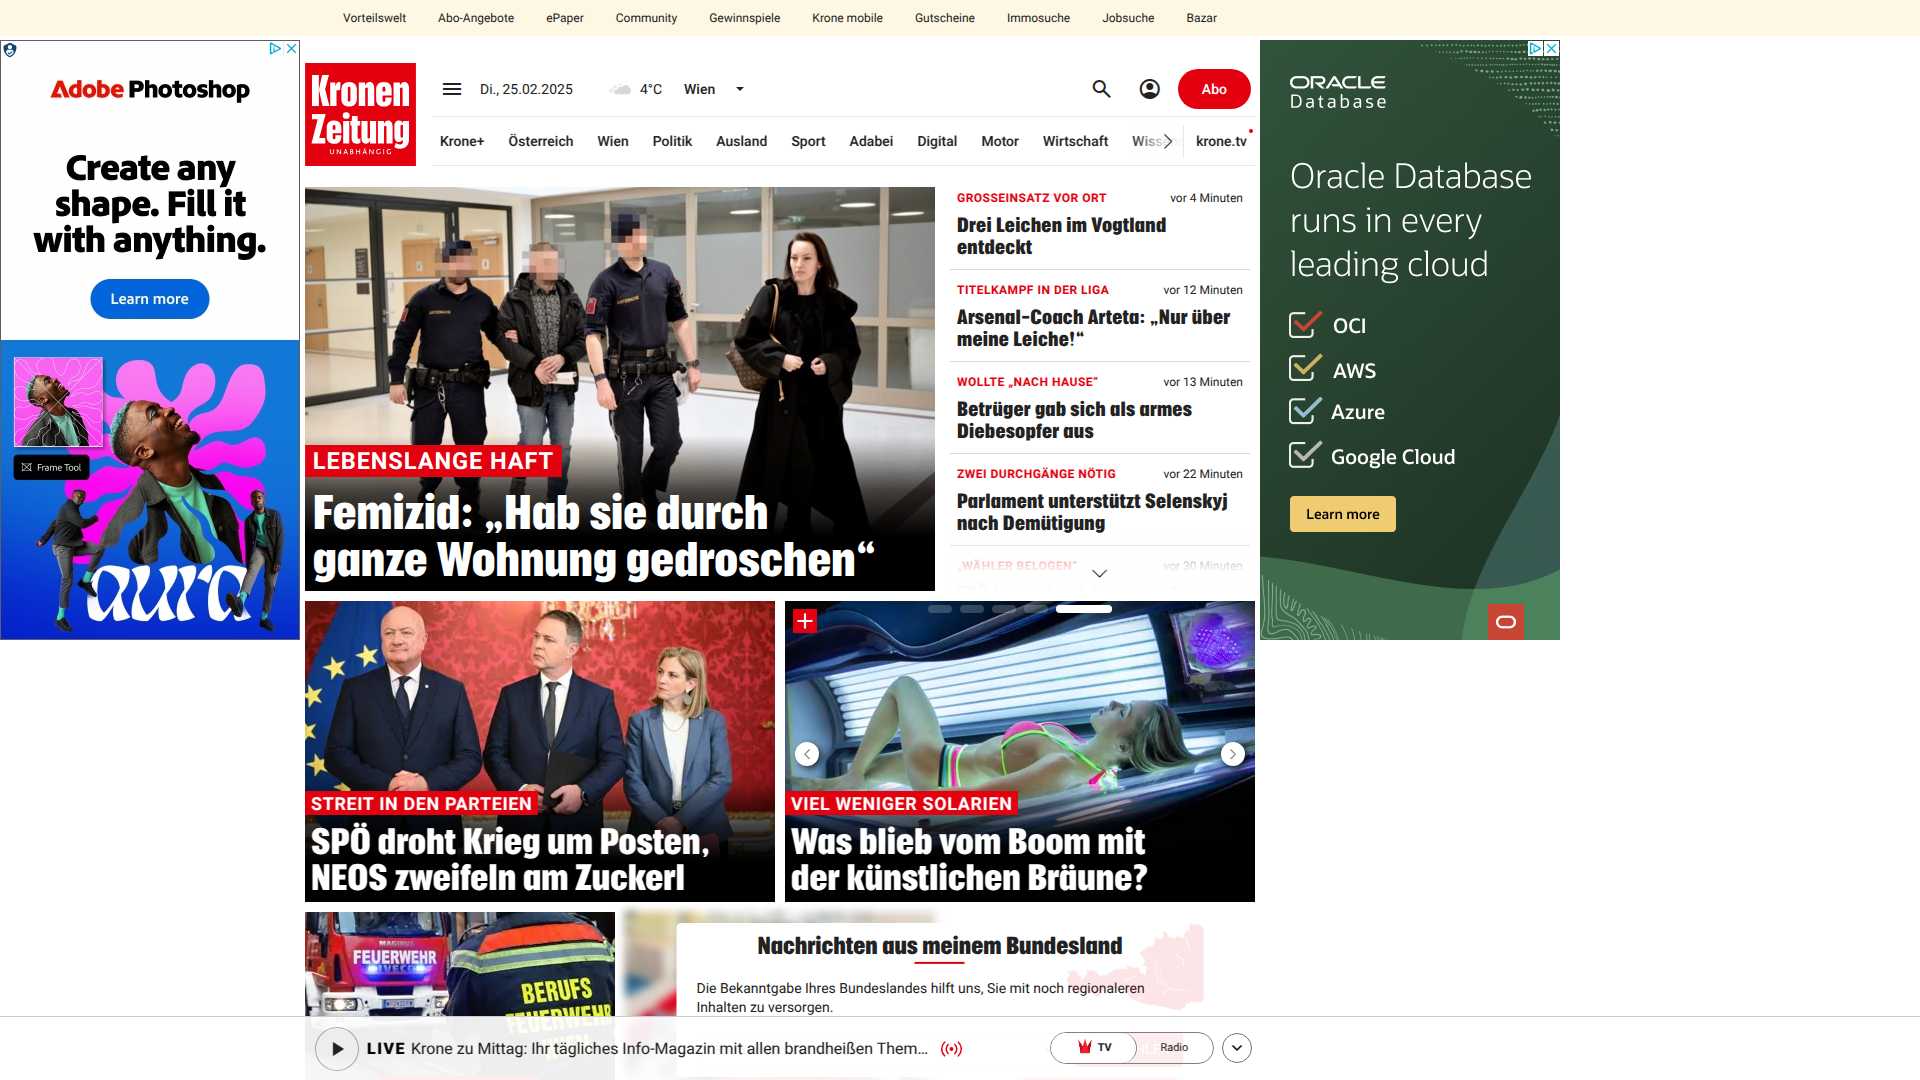 Vorteilswelt Abo-Angebote ePaper Community Gewinnspiele Krone mobile Gutscheine Immosuche Jobsuche Bazar
Adobe Photoshop
Create any
shape. Fill it
with anything.
Learn more
Frame Tool
aura
Kronen
Zeitung
UNABHÄNGIG
Di., 25.02.2025 4°C Wien
Abo
Krone+ Österreich Wien Politik Ausland Sport Adabei Digital Motor Wirtschaft Wiss krone.tv
LEBENSLANGE HAFT
Femizid: „Hab sie durch
ganze Wohnung gedroschen“
GROSSEINSATZ VOR ORT vor 4 Minuten
Drei Leichen im Vogtland
entdeckt
TITELKAMPF IN DER LIGA vor 12 Minuten
Arsenal-Coach Arteta: „Nur über
meine Leiche!“
WOLLTE „NACH HAUSE“ vor 13 Minuten
Betrüger gab sich als armes
Diebesopfer aus
ZWEI DURCHGÄNGE NÖTIG vor 22 Minuten
Parlament unterstützt Selenskyj
nach Demütigung
„WÄHLER BELOGEN“ vor 30 Minuten
ORACLE
Database
Oracle Database
runs in every
leading cloud
OCI
AWS
Azure
Google Cloud
Learn more
STREIT IN DEN PARTEIEN
SPÖ droht Krieg um Posten,
NEOS zweifeln am Zuckerl
VIEL WENIGER SOLARIEN
Was blieb vom Boom mit
der künstlichen Bräune?
MAGIRUS
FEUERWEHR
IVECO
BERUFS
FEUERWEHR
Nachrichten aus meinem Bundesland
Die Bekanntgabe Ihres Bundeslandes hilft uns, Sie mit noch regionaleren
Inhalten zu versorgen.
LIVE Krone zu Mittag: Ihr tägliches Info-Magazin mit allen brandheißen Them...
TV Radio